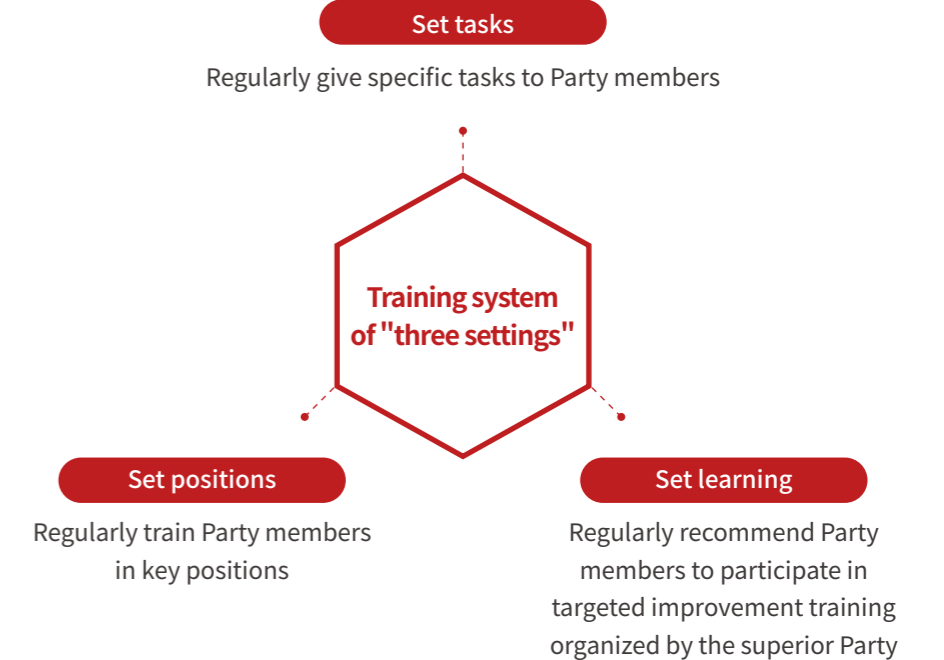 Set tasks
Regularly give specific tasks to Party members
Training system
of "three settings"
Set positions
Regularly train Party members
in key positions
Set learning
Regularly recommend Party
members to participate in
targeted improvement training
organized by the superior Party